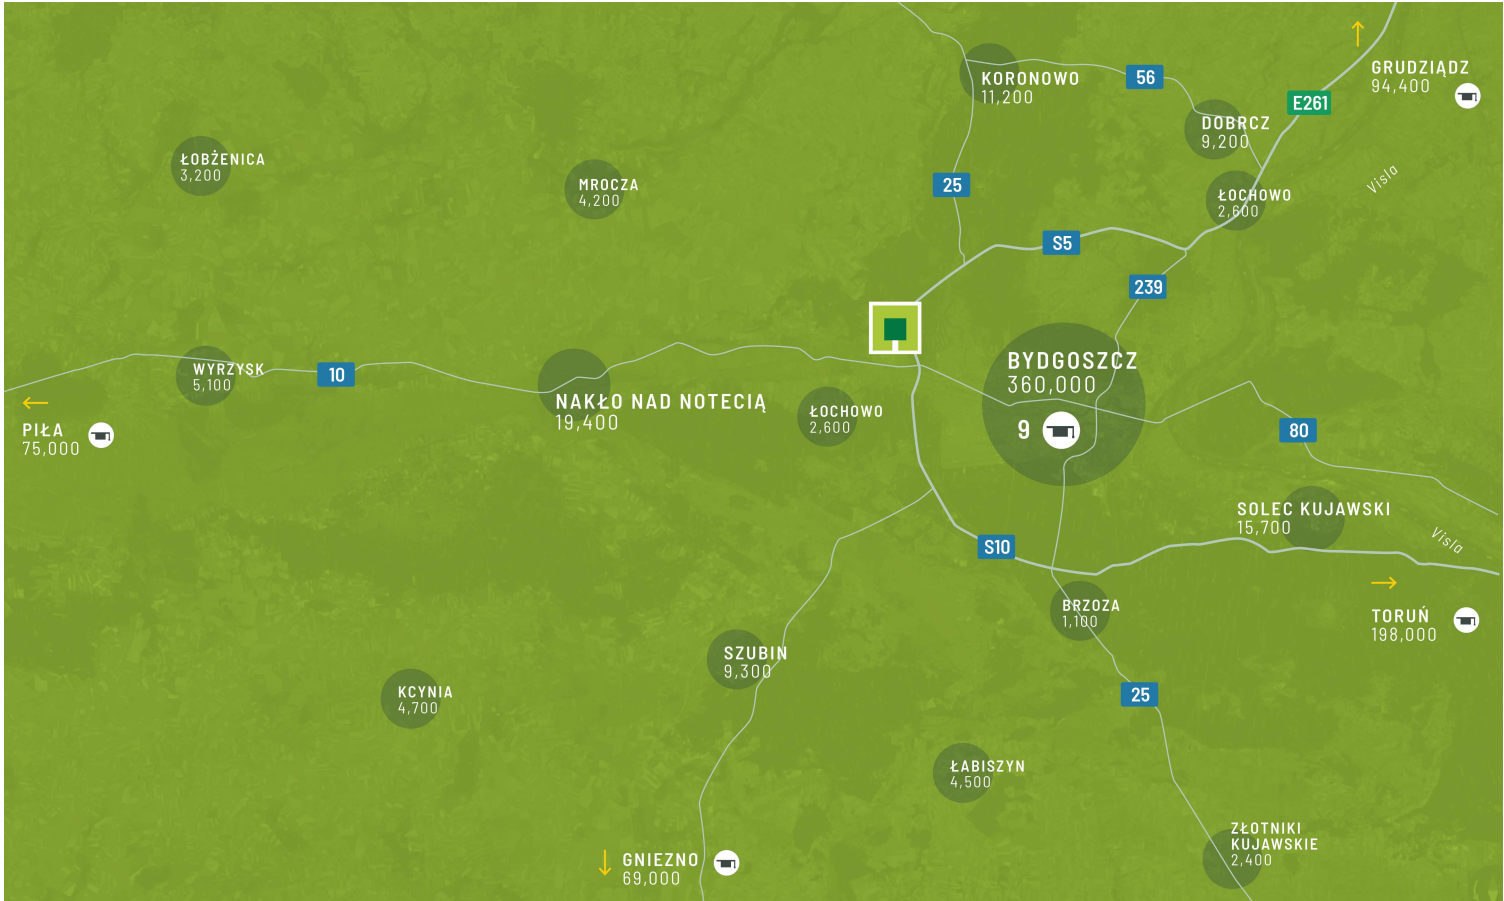 KORONOWO
11,200
56
GRUDZIĄDZ
94,400
E261
DOBRCZ
9,200
ŁOBŻENICA
3,200
MROCZA
4,200
25
Visla
ŁOCHOWO
2,600
S5
239
WYRZYSK
5,100
10
BYDGOSZCZ
360,000
9
NAKŁO NAD NOTECIĄ
19,400
ŁOCHOWO
2,600
PIŁA
75,000
80
SOLEC KUJAWSKI
15,700
Visla
S10
BRZOZA
1,100
TORUŃ
198,000
SZUBIN
9,300
KCYNIA
4,700
25
ŁABISZYN
4,500
ZŁOTNIKI
KUJAWSKIE
2,400
GNIEZNO
69,000